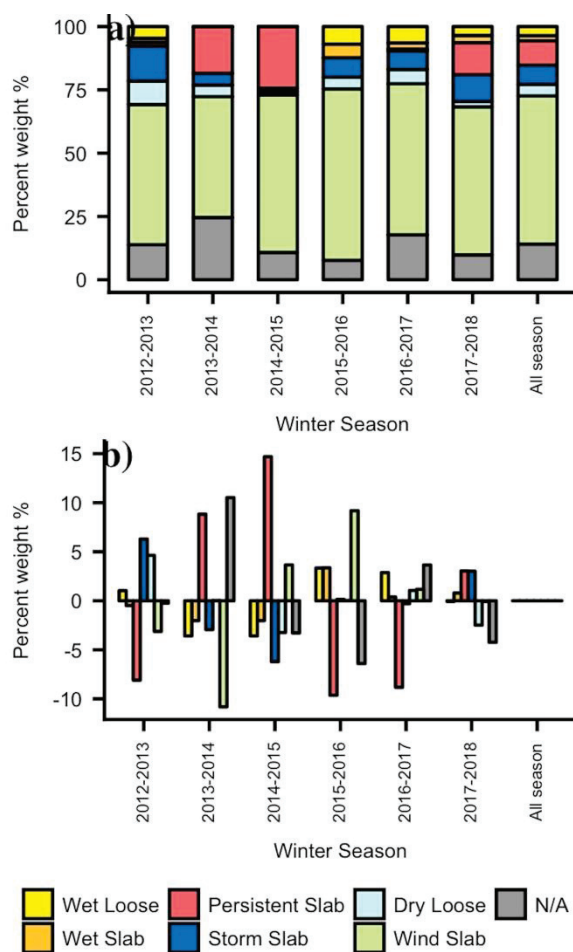 a)
100
75
50
25
0
Percent weight %
2012-2013
2013-2014
2014-2015
2015-2016
2016-2017
2017-2018
All season
Winter Season
b)
15
10
5
0
-5
-10
Percent weight %
2012-2013
2013-2014
2014-2015
2015-2016
2016-2017
2017-2018
All season
Winter Season
Wet Loose Persistent Slab Dry Loose N/A
Wet Slab Storm Slab Wind Slab